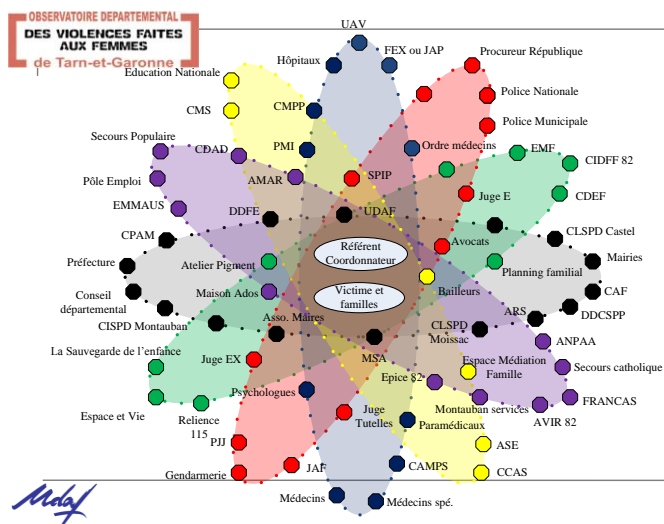 OBSERVATOIRE DEPARTEMENTAL
DES VIOLENCES FAITES
AUX FEMMES
de Tarn-et-Garonne
UAV
Hôpitaux
FEX ou JAP
Procureur République
Education Nationale
Police Nationale
CMS
CMPP
Police Municipale
Secours Populaire
CDAD
PMI
Ordre médecins
EMF
CIDFF 82
Pôle Emploi
AMAR
SPIP
Juge E
CDEF
EMMAUS
DDFE
UDAF
CPAM
Avocats
CLSPD Castel
Référent
Coordonnateur
Préfecture
Atelier Pigment
Planning familial
Mairies
Conseil
départemental
Maison Ados
Victime et
familles
Bailleurs
CAF
CISPD Montauban
Asso. Maires
CLSPD
Moissac
ARS
DDCSPP
ANPAA
La Sauvegarde de l'enfance
Juge EX
MSA
Espace Médiation
Famille
Secours catholique
Epice 82
Psychologues
Espace et Vie
Relience
115
Juge
Tutelles
Montauban services
Paramédicaux
FRANCAS
AVIR 82
PJJ
ASE
Gendarmerie
JAF
CAMPS
CCAS
Médecins
Médecins spé.
Udaf